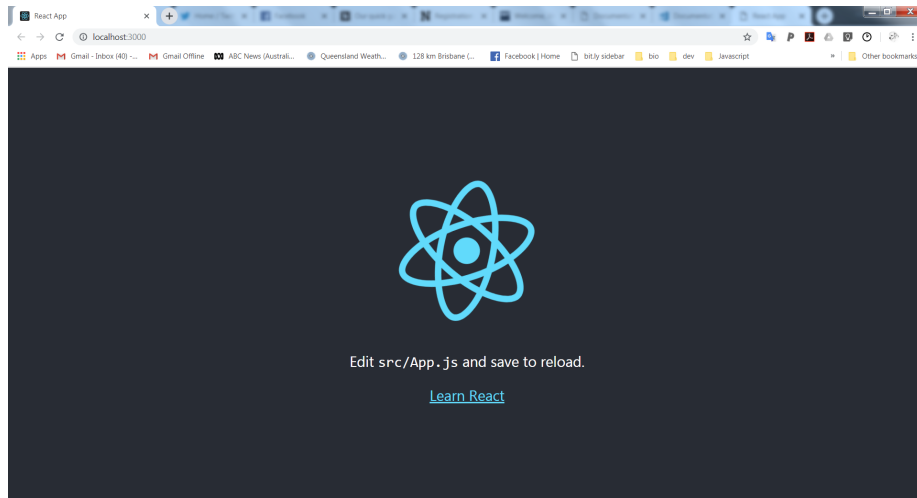 React App
localhost:3000
Apps Gmail - Inbox (40) -... Gmail Offline ABC News (Australi... Queensland Weath... 128 km Brisbane (... Facebook | Home bit.ly sidebar bio dev Javascript » Other bookmarks
Edit src/App.js and save to reload.
Learn React